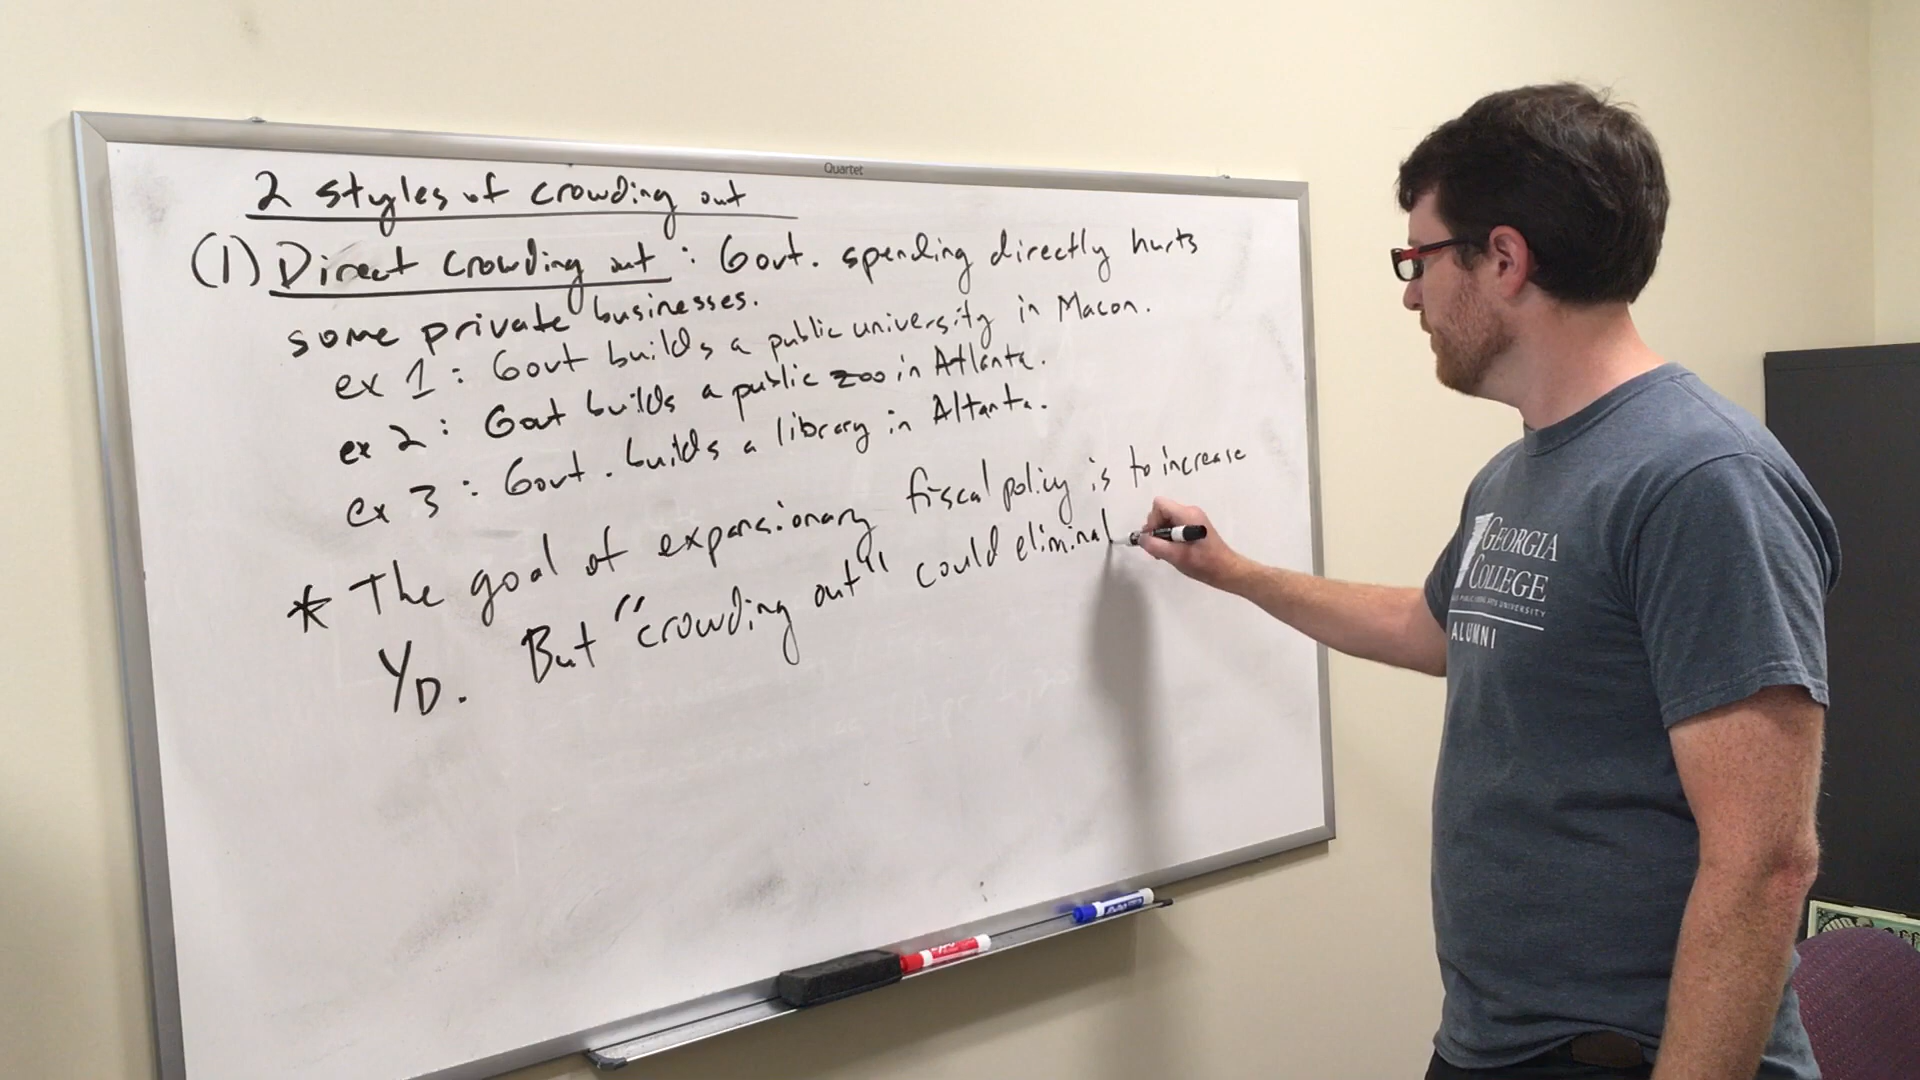 Quartet
2 styles of crowding out
(1) Direct crowding out : Govt. spending directly hurts
some private businesses.
ex 1 : Govt builds a public university in Macon.
ex 2 : Govt builds a public zoo in Atlanta.
ex 3 : Govt. builds a library in Altanta.
* The goal of expansionary fiscal policy is to increase
YD. But "crowding out" could eliminat
GEORGIA
COLLEGE
UNIVERSITY
ALUMNI